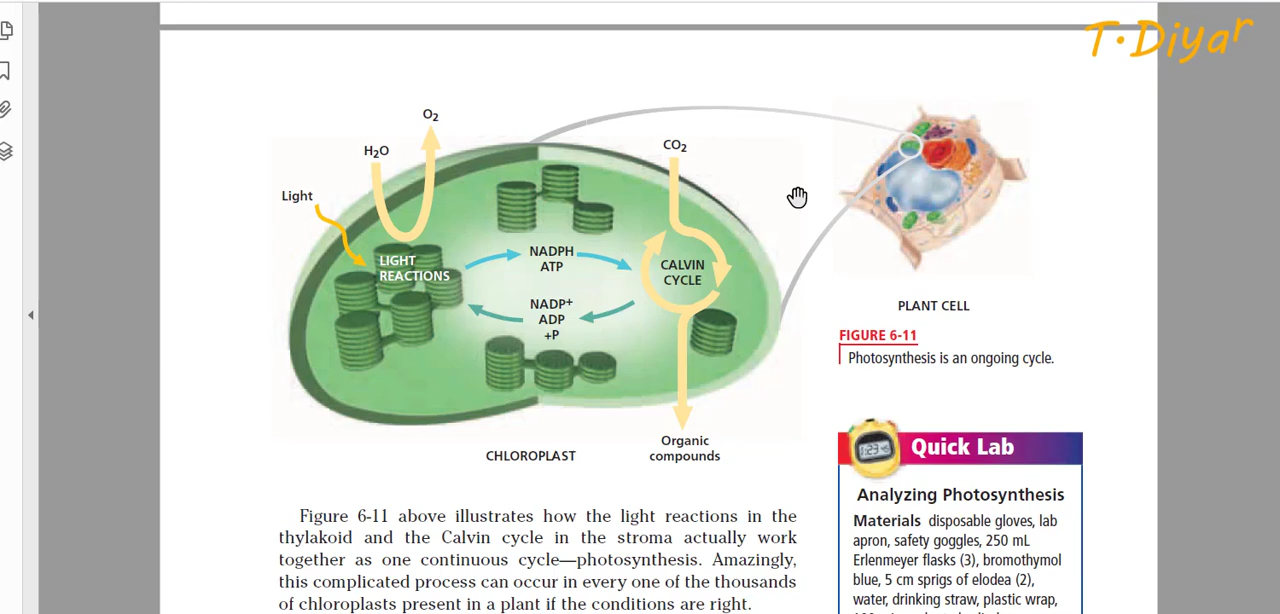 T.Diyar
O2
H2O
CO2
Light
LIGHT
REACTIONS
NADPH
ATP
CALVIN
CYCLE
NADP+
ADP
+P
Organic
compounds
CHLOROPLAST
PLANT CELL
FIGURE 6-11
Photosynthesis is an ongoing cycle.
Figure 6-11 above illustrates how the light reactions in the
thylakoid and the Calvin cycle in the stroma actually work
together as one continuous cycle—photosynthesis. Amazingly,
this complicated process can occur in every one of the thousands
of chloroplasts present in a plant if the conditions are right.
Quick Lab
Analyzing Photosynthesis
Materials disposable gloves, lab
apron, safety goggles, 250 mL
Erlenmeyer flasks (3), bromothymol
blue, 5 cm sprigs of elodea (2),
water, drinking straw, plastic wrap,